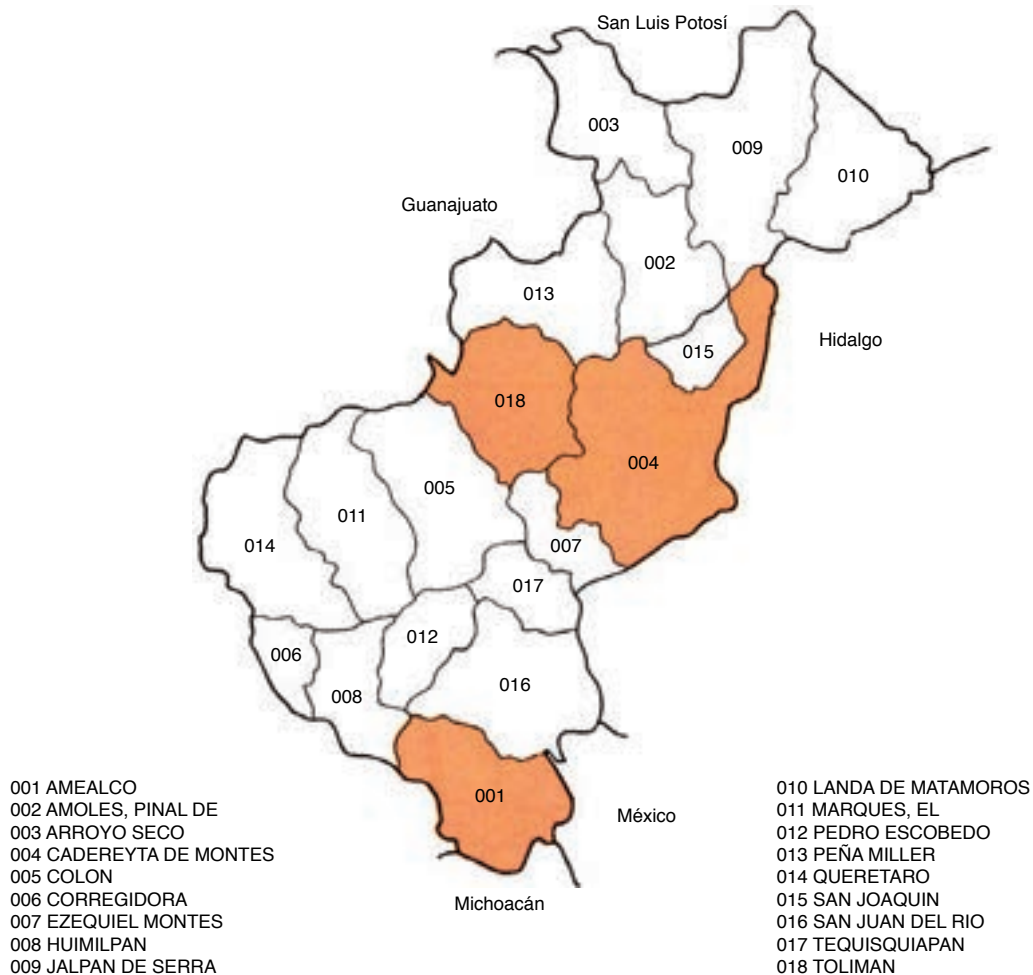 San Luis Potosí
003
009
010
Guanajuato
002
013
Hidalgo
015
018
004
005
011
014
007
017
012
006
016
008
001
México
Michoacán
001 AMEALCO
002 AMOLES, PINAL DE
003 ARROYO SECO
004 CADEREYTA DE MONTES
005 COLON
006 CORREGIDORA
007 EZEQUIEL MONTES
008 HUIMILPAN
009 JALPAN DE SERRA
010 LANDA DE MATAMOROS
011 MARQUES, EL
012 PEDRO ESCOBEDO
013 PEÑA MILLER
014 QUERETARO
015 SAN JOAQUIN
016 SAN JUAN DEL RIO
017 TEQUISQUIAPAN
018 TOLIMAN